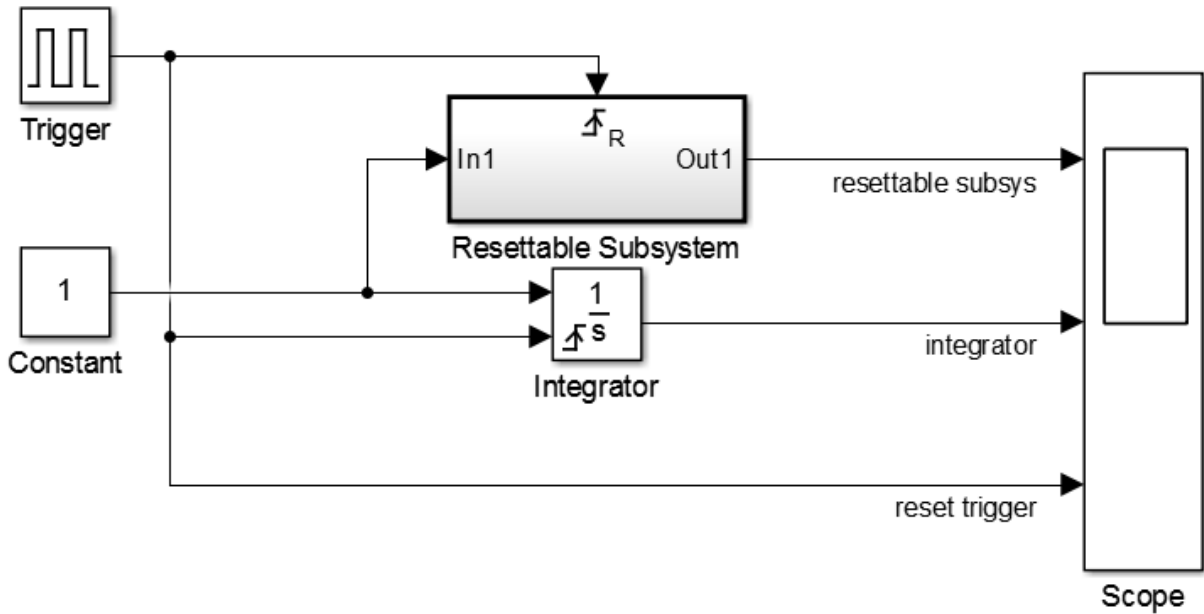 Trigger
R
In1
Out1
resettable subsys
Resettable Subsystem
1
Constant
1
s
integrator
Integrator
reset trigger
Scope